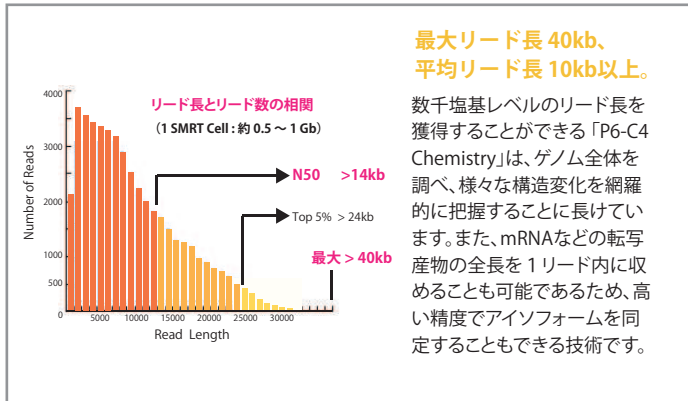 最大リード長 40kb、
平均リード長 10kb以上。
数千塩基レベルのリード長を
獲得することができる「P6-C4
Chemistry」は、ゲノム全体を
調べ、様々な構造変化を網羅
的に把握することに長けてい
ます。また、mRNAなどの転写
産物の全長を 1 リード内に収
めることも可能であるため、高
い精度でアイソフォームを同
定することもできる技術です。
リード長とリード数の相関
（1 SMRT Cell : 約 0.5 ～ 1 Gb）
N50 >14kb
Top 5% > 24kb
最大 > 40kb
Number of Reads
4000
3000
2000
1000
500
0
5000 10000 15000 20000 25000 30000
Read Length